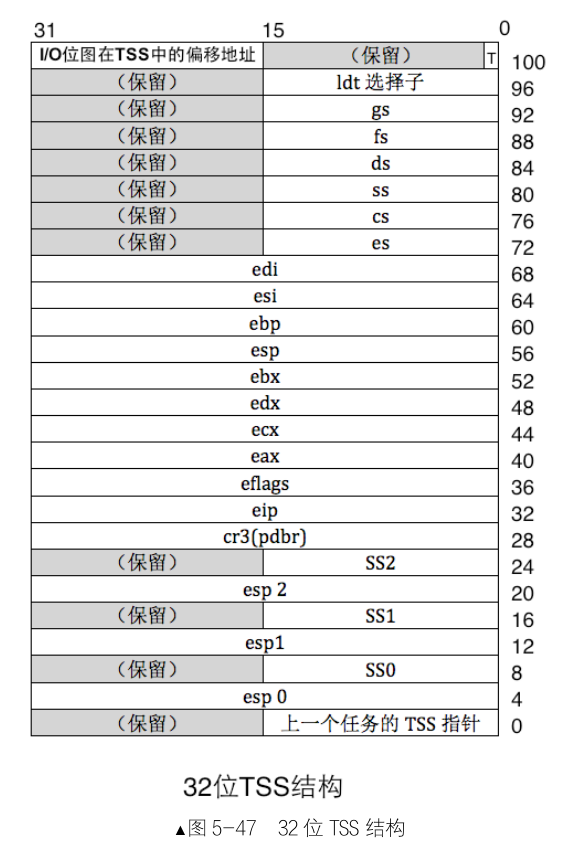 31 15 0
I/O位图在TSS中的偏移地址 （保留） T 100
（保留） ldt 选择子 96
（保留） gs 92
（保留） fs 88
（保留） ds 84
（保留） ss 80
（保留） cs 76
（保留） es 72
edi 68
esi 64
ebp 60
esp 56
ebx 52
edx 48
ecx 44
eax 40
eflags 36
eip 32
cr3(pdbr) 28
（保留） SS2 24
esp 2 20
（保留） SS1 16
esp1 12
（保留） SS0 8
esp 0 4
（保留） 上一个任务的 TSS 指针 0
32位TSS结构
▲图 5-47 32 位 TSS 结构